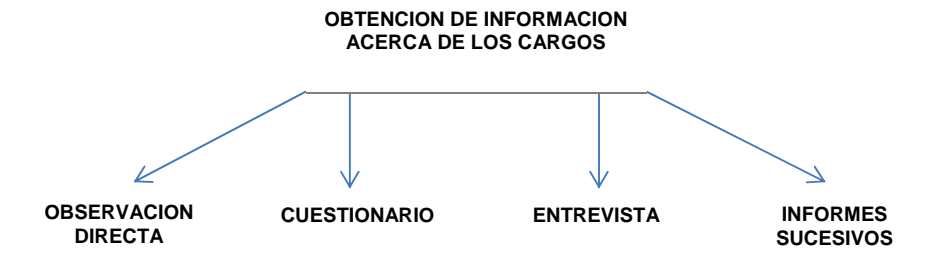 OBTENCION DE INFORMACION
ACERCA DE LOS CARGOS
OBSERVACION
DIRECTA
CUESTIONARIO
ENTREVISTA
INFORMES
SUCESIVOS